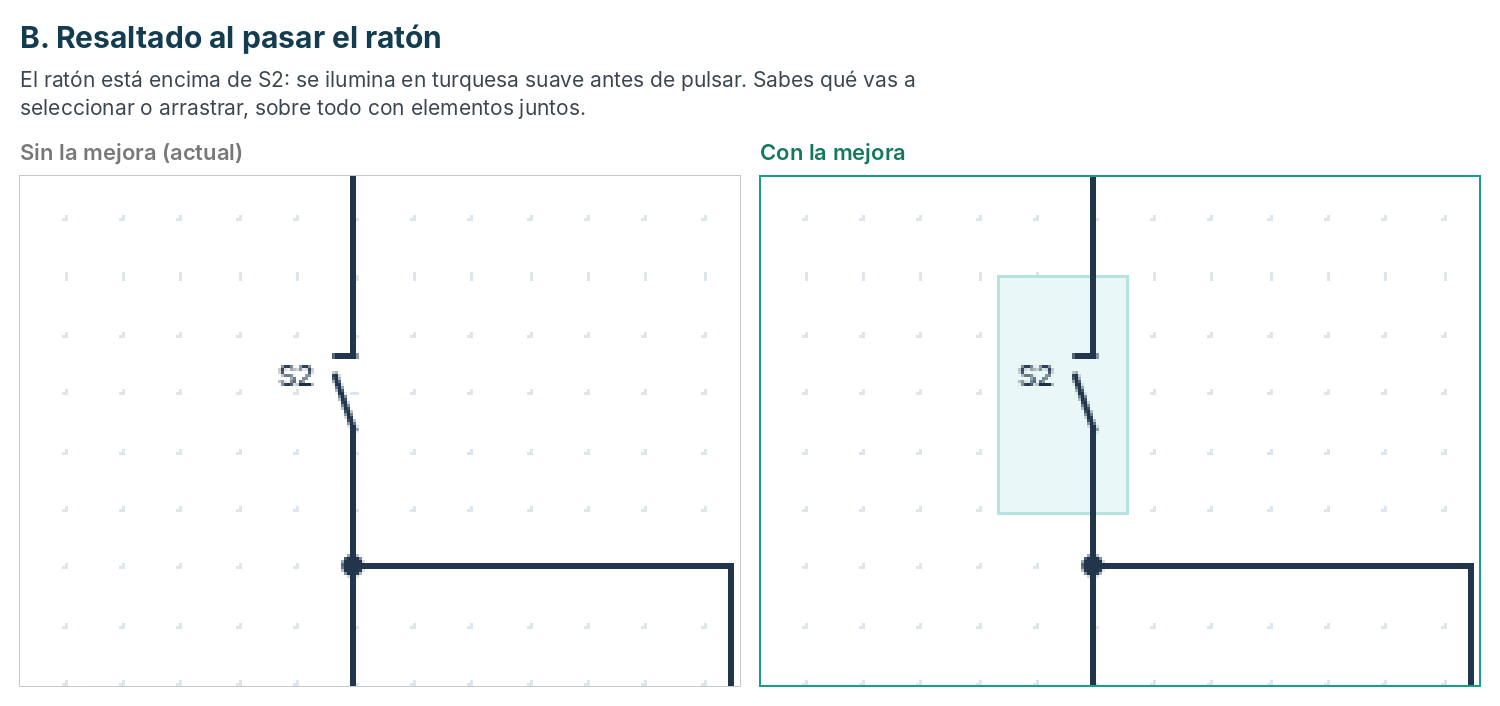 B. Resaltado al pasar el ratón
El ratón está encima de S2: se ilumina en turquesa suave antes de pulsar. Sabes qué vas a
seleccionar o arrastrar, sobre todo con elementos juntos.
Sin la mejora (actual)
Con la mejora
S2
S2